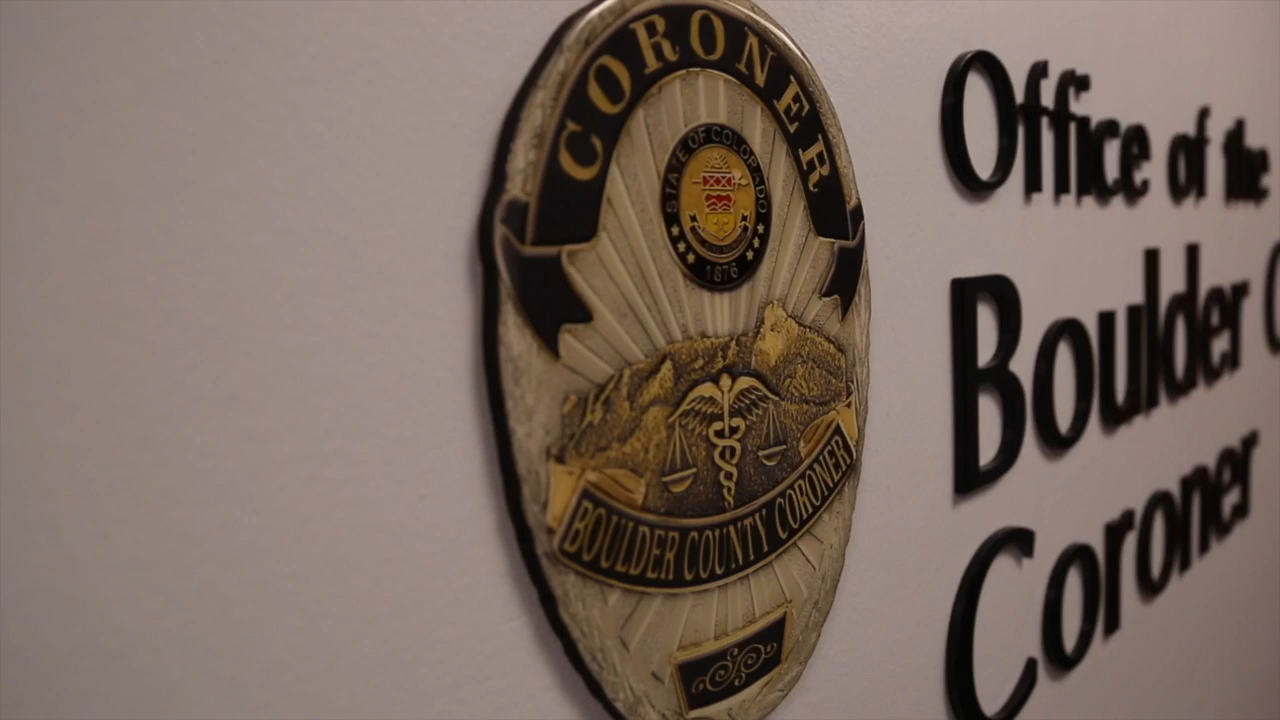 CORONER
STATE OF COLORADO
1876
BOULDER COUNTY CORONER
Office of the
Boulder C
Coroner